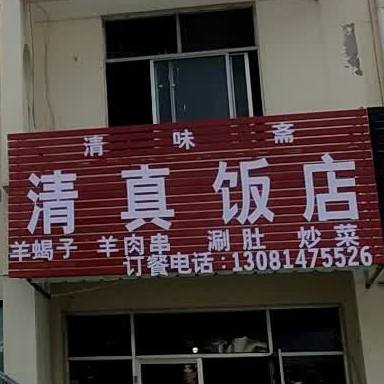 清味斋
清真饭店
羊蝎子 羊肉串 涮肚 炒菜
订餐电话：13081475526